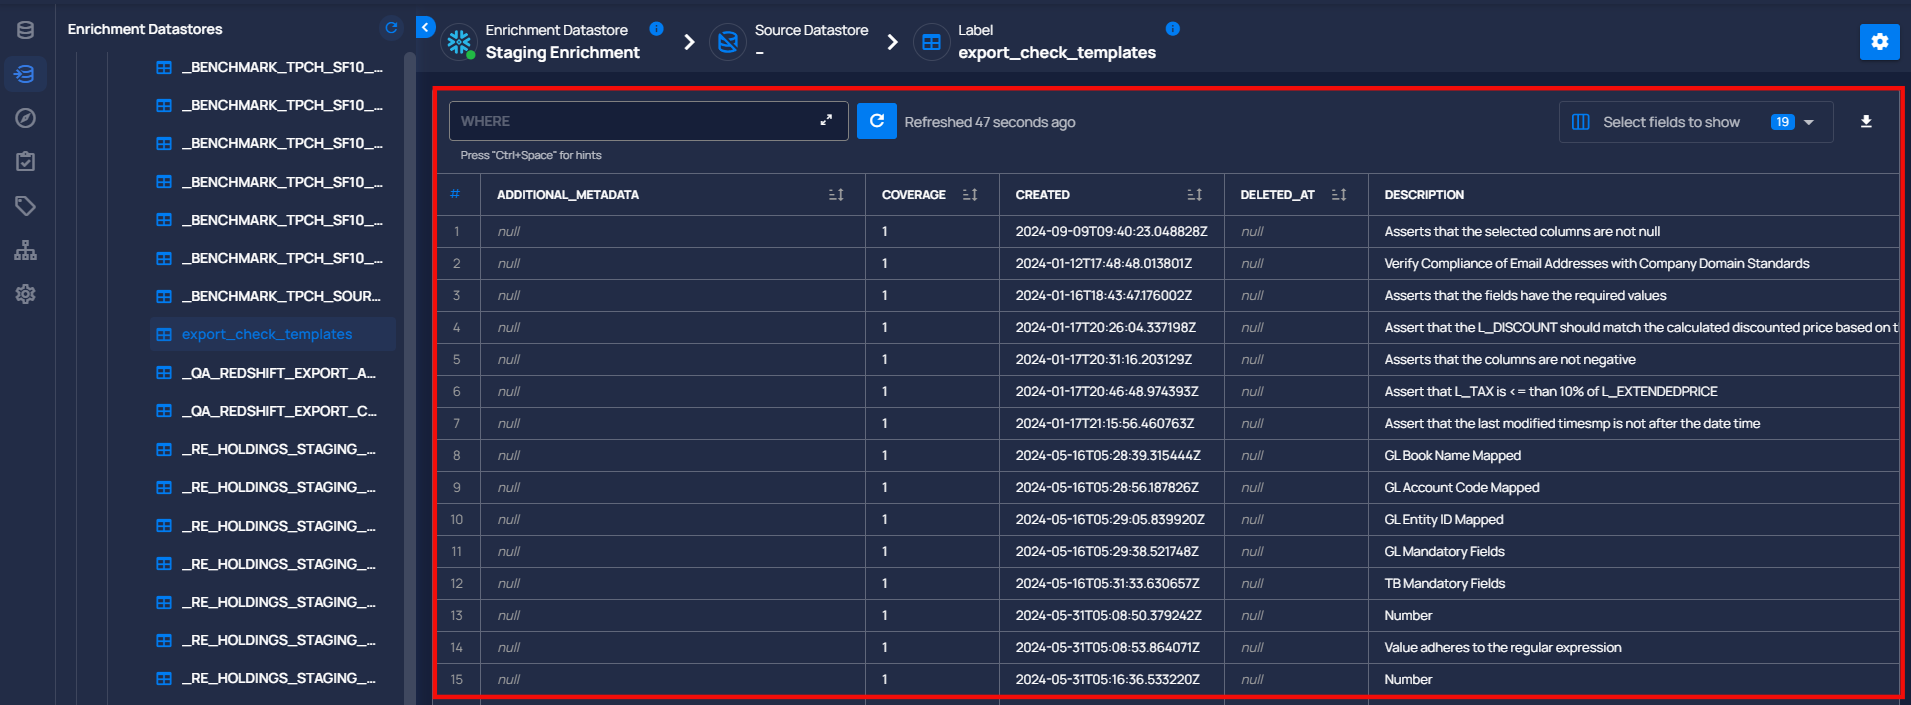 Enrichment Datastores
_BENCHMARK_TPCH_SF10_...
_BENCHMARK_TPCH_SF10_...
_BENCHMARK_TPCH_SF10_...
_BENCHMARK_TPCH_SF10_...
_BENCHMARK_TPCH_SF10_...
_BENCHMARK_TPCH_SF10_...
_BENCHMARK_TPCH_SOUR...
export_check_templates
_QA_REDSHIFT_EXPORT_A...
_QA_REDSHIFT_EXPORT_C...
_RE_HOLDINGS_STAGING_...
_RE_HOLDINGS_STAGING_...
_RE_HOLDINGS_STAGING_...
_RE_HOLDINGS_STAGING_...
_RE_HOLDINGS_STAGING_...
_RE_HOLDINGS_STAGING_...
_RE_HOLDINGS_STAGING_...
Enrichment Datastore
Staging Enrichment
Source Datastore
–
Label
export_check_templates
WHERE
Refreshed 47 seconds ago
Select fields to show 19
Press "Ctrl+Space" for hints
# ADDITIONAL_METADATA COVERAGE CREATED DELETED_AT DESCRIPTION
1 null 1 2024-09-09T09:40:23.048828Z null Asserts that the selected columns are not null
2 null 1 2024-01-12T17:48:48.013801Z null Verify Compliance of Email Addresses with Company Domain Standards
3 null 1 2024-01-16T18:43:47.176002Z null Asserts that the fields have the required values
4 null 1 2024-01-17T20:26:04.337198Z null Assert that the L_DISCOUNT should match the calculated discounted price based on t
5 null 1 2024-01-17T20:31:16.203129Z null Asserts that the columns are not negative
6 null 1 2024-01-17T20:46:48.974393Z null Assert that L_TAX is <= than 10% of L_EXTENDEDPRICE
7 null 1 2024-01-17T21:15:56.460763Z null Assert that the last modified timesmp is not after the date time
8 null 1 2024-05-16T05:28:39.315444Z null GL Book Name Mapped
9 null 1 2024-05-16T05:28:56.187826Z null GL Account Code Mapped
10 null 1 2024-05-16T05:29:05.839920Z null GL Entity ID Mapped
11 null 1 2024-05-16T05:29:38.521748Z null GL Mandatory Fields
12 null 1 2024-05-16T05:31:33.630657Z null TB Mandatory Fields
13 null 1 2024-05-31T05:08:50.379242Z null Number
14 null 1 2024-05-31T05:08:53.864071Z null Value adheres to the regular expression
15 null 1 2024-05-31T05:16:36.533220Z null Number